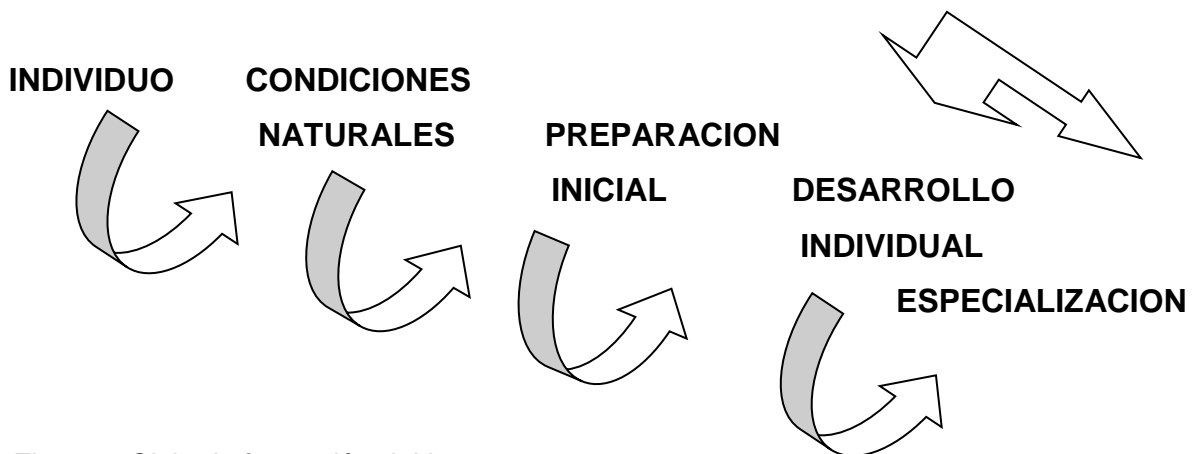 INDIVIDUO
CONDICIONES
NATURALES
PREPARACION
INICIAL
DESARROLLO
INDIVIDUAL
ESPECIALIZACION